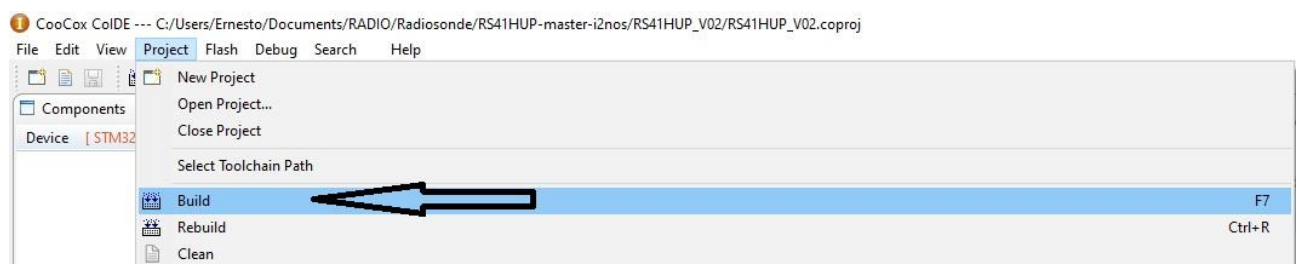 CooCox CoIDE --- C:/Users/Ernesto/Documents/RADIO/Radiosonde/RS41HUP-master-i2nos/RS41HUP_V02/RS41HUP_V02.coproj
File Edit View Project Flash Debug Search Help
New Project
Components
Open Project...
Device [ STM32
Close Project
Select Toolchain Path
Build F7
Rebuild Ctrl+R
Clean